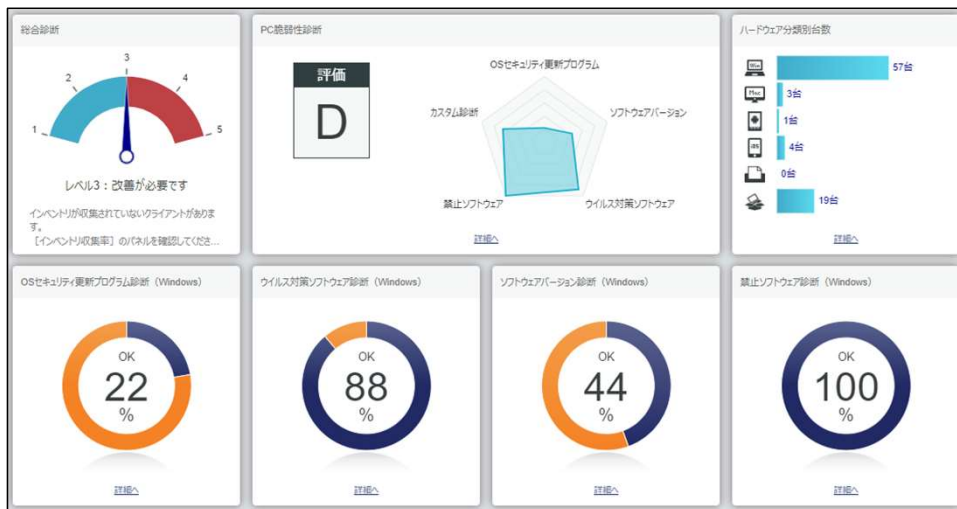 総合診断
1
2
3
4
5
レベル3：改善が必要です
インベントリが収集されていないクライアントがありま
す。
［インベントリ収集率］のパネルを確認してくださ...
PC脆弱性診断
評価
D
OSセキュリティ更新プログラム
カスタム診断
ソフトウェアバージョン
禁止ソフトウェア
ウイルス対策ソフトウェア
詳細へ
ハードウェア分類別台数
Win
57台
Mac
3台
1台
iOS
4台
0台
19台
詳細へ
OSセキュリティ更新プログラム診断（Windows）
OK
22
%
詳細へ
ウイルス対策ソフトウェア診断（Windows）
OK
88
%
詳細へ
ソフトウェアバージョン診断（Windows）
OK
44
%
詳細へ
禁止ソフトウェア診断（Windows）
OK
100
%
詳細へ